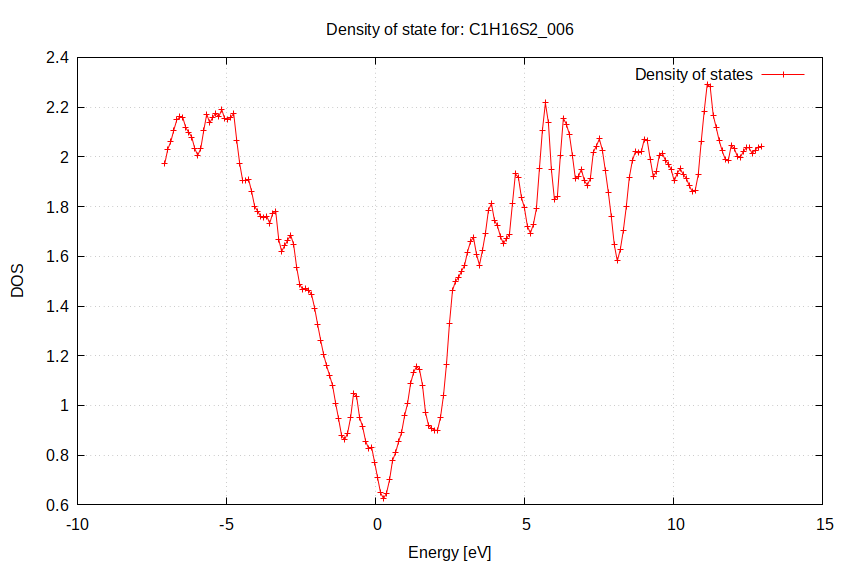 Density of state for: C1H16S2_006
Density of states
DOS
2.4
2.2
2
1.8
1.6
1.4
1.2
1
0.8
0.6
-10 -5 0 5 10 15
Energy [eV]